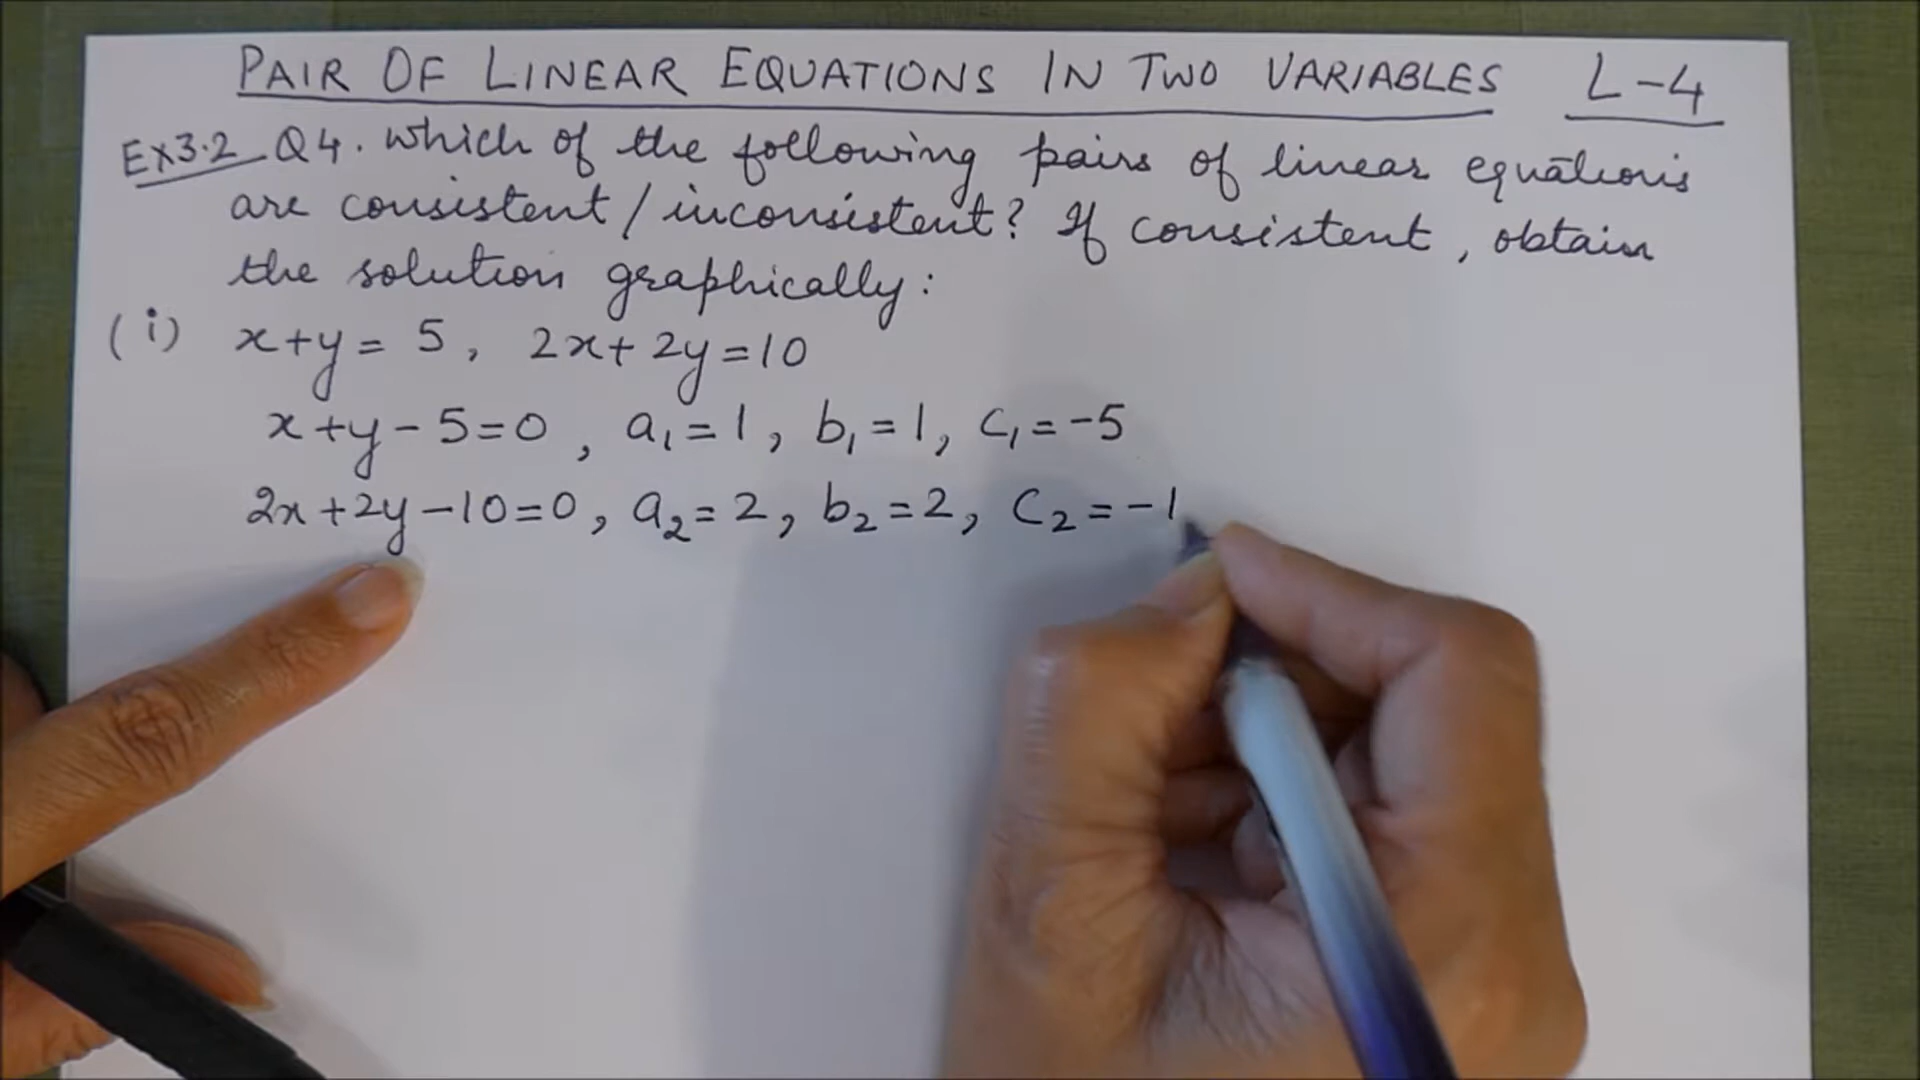 PAIR OF LINEAR EQUATIONS IN TWO VARIABLES L-4
EX3.2 Q4. Which of the following pairs of linear equations
are consistent/inconsistent? If consistent, obtain
the solution graphically:
(i) x+y=5, 2x+2y=10
x+y-5=0, a₁=1, b₁=1, c₁=-5
2x+2y-10=0, a₂=2, b₂=2, c₂=-1